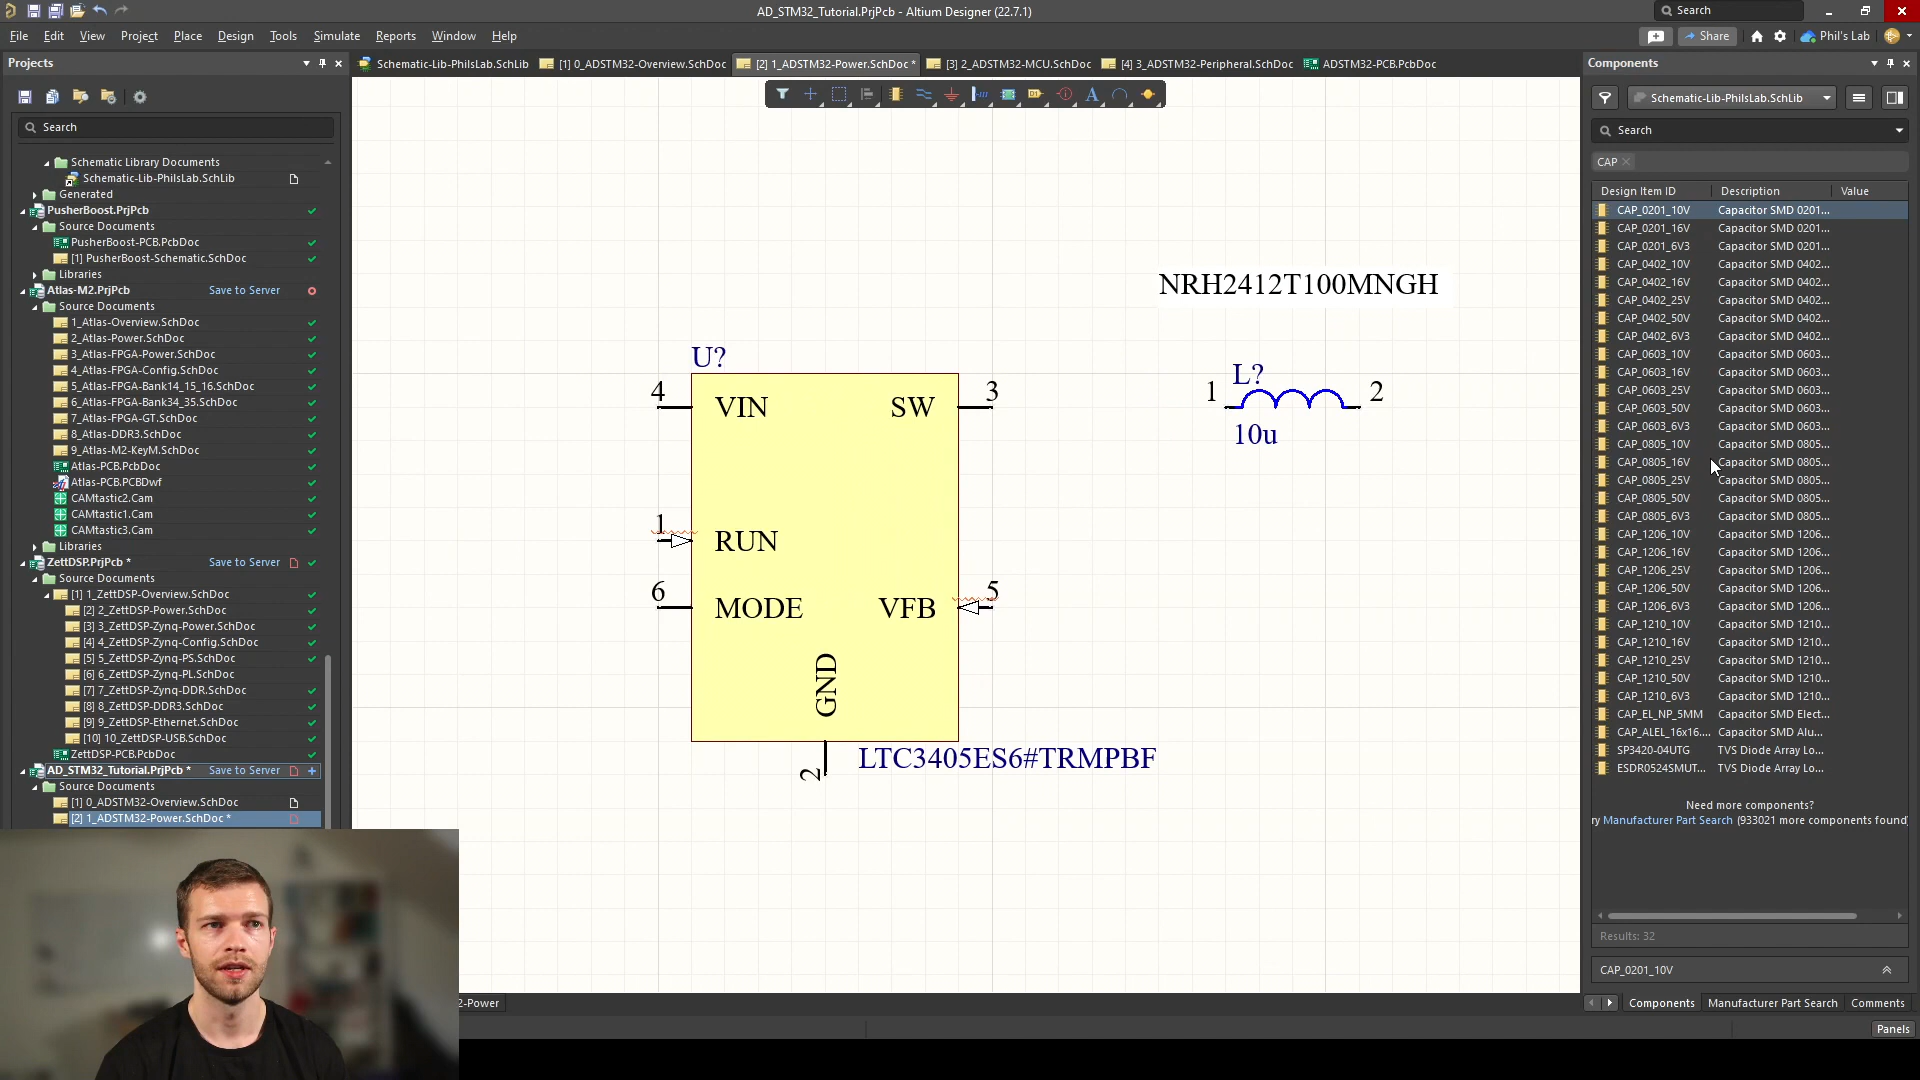 AD_STM32_Tutorial.PrjPcb - Altium Designer (22.7.1)
Search
File Edit View Project Place Design Tools Simulate Reports Window Help
Share
Phil's Lab
Projects
Schematic-Lib-PhilsLab.SchLib
[1] 0_ADSTM32-Overview.SchDoc
[2] 1_ADSTM32-Power.SchDoc *
[3] 2_ADSTM32-MCU.SchDoc
[4] 3_ADSTM32-Peripheral.SchDoc
ADSTM32-PCB.PcbDoc
Components
Search
Schematic Library Documents
Schematic-Lib-PhilsLab.SchLib
Generated
PusherBoost.PrjPcb
Source Documents
PusherBoost-PCB.PcbDoc
[1] PusherBoost-Schematic.SchDoc
Libraries
Atlas-M2.PrjPcb Save to Server
Source Documents
1_Atlas-Overview.SchDoc
2_Atlas-Power.SchDoc
3_Atlas-FPGA-Power.SchDoc
4_Atlas-FPGA-Config.SchDoc
5_Atlas-FPGA-Bank14_15_16.SchDoc
6_Atlas-FPGA-Bank34_35.SchDoc
7_Atlas-FPGA-GT.SchDoc
8_Atlas-DDR3.SchDoc
9_Atlas-M2-KeyM.SchDoc
Atlas-PCB.PcbDoc
Atlas-PCB.PCBDwf
CAMtastic2.Cam
CAMtastic1.Cam
CAMtastic3.Cam
Libraries
ZettDSP.PrjPcb * Save to Server
Source Documents
[1] 1_ZettDSP-Overview.SchDoc
[2] 2_ZettDSP-Power.SchDoc
[3] 3_ZettDSP-Zynq-Power.SchDoc
[4] 4_ZettDSP-Zynq-Config.SchDoc
[5] 5_ZettDSP-Zynq-PS.SchDoc
[6] 6_ZettDSP-Zynq-PL.SchDoc
[7] 7_ZettDSP-Zynq-DDR.SchDoc
[8] 8_ZettDSP-DDR3.SchDoc
[9] 9_ZettDSP-Ethernet.SchDoc
[10] 10_ZettDSP-USB.SchDoc
ZettDSP-PCB.PcbDoc
AD_STM32_Tutorial.PrjPcb * Save to Server
Source Documents
[1] 0_ADSTM32-Overview.SchDoc
[2] 1_ADSTM32-Power.SchDoc *
NRH2412T100MNGH
U?
L?
4 VIN SW 3
1 2
10u
1 RUN
6 MODE VFB 5
GND
2
LTC3405ES6#TRMPBF
2-Power
Schematic-Lib-PhilsLab.SchLib
Search
CAP
Design Item ID Description Value
CAP_0201_10V Capacitor SMD 0201...
CAP_0201_16V Capacitor SMD 0201...
CAP_0201_6V3 Capacitor SMD 0201...
CAP_0402_10V Capacitor SMD 0402...
CAP_0402_16V Capacitor SMD 0402...
CAP_0402_25V Capacitor SMD 0402...
CAP_0402_50V Capacitor SMD 0402...
CAP_0402_6V3 Capacitor SMD 0402...
CAP_0603_10V Capacitor SMD 0603...
CAP_0603_16V Capacitor SMD 0603...
CAP_0603_25V Capacitor SMD 0603...
CAP_0603_50V Capacitor SMD 0603...
CAP_0603_6V3 Capacitor SMD 0603...
CAP_0805_10V Capacitor SMD 0805...
CAP_0805_16V Capacitor SMD 0805...
CAP_0805_25V Capacitor SMD 0805...
CAP_0805_50V Capacitor SMD 0805...
CAP_0805_6V3 Capacitor SMD 0805...
CAP_1206_10V Capacitor SMD 1206...
CAP_1206_16V Capacitor SMD 1206...
CAP_1206_25V Capacitor SMD 1206...
CAP_1206_50V Capacitor SMD 1206...
CAP_1206_6V3 Capacitor SMD 1206...
CAP_1210_10V Capacitor SMD 1210...
CAP_1210_16V Capacitor SMD 1210...
CAP_1210_25V Capacitor SMD 1210...
CAP_1210_50V Capacitor SMD 1210...
CAP_1210_6V3 Capacitor SMD 1210...
CAP_EL_NP_5MM Capacitor SMD Elect...
CAP_ALEL_16x16.... Capacitor SMD Alu...
SP3420-04UTG TVS Diode Array Lo...
ESDR0524SMUT... TVS Diode Array Lo...
Need more components?
ry Manufacturer Part Search (933021 more components found)
Results: 32
CAP_0201_10V
Components Manufacturer Part Search Comments
Panels